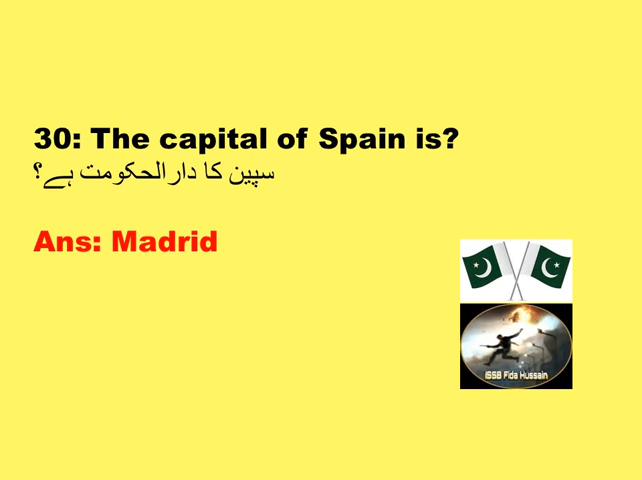 30: The capital of Spain is?
سپین کا دارالحکومت ہے؟
Ans: Madrid
ISSB Fida Hussain